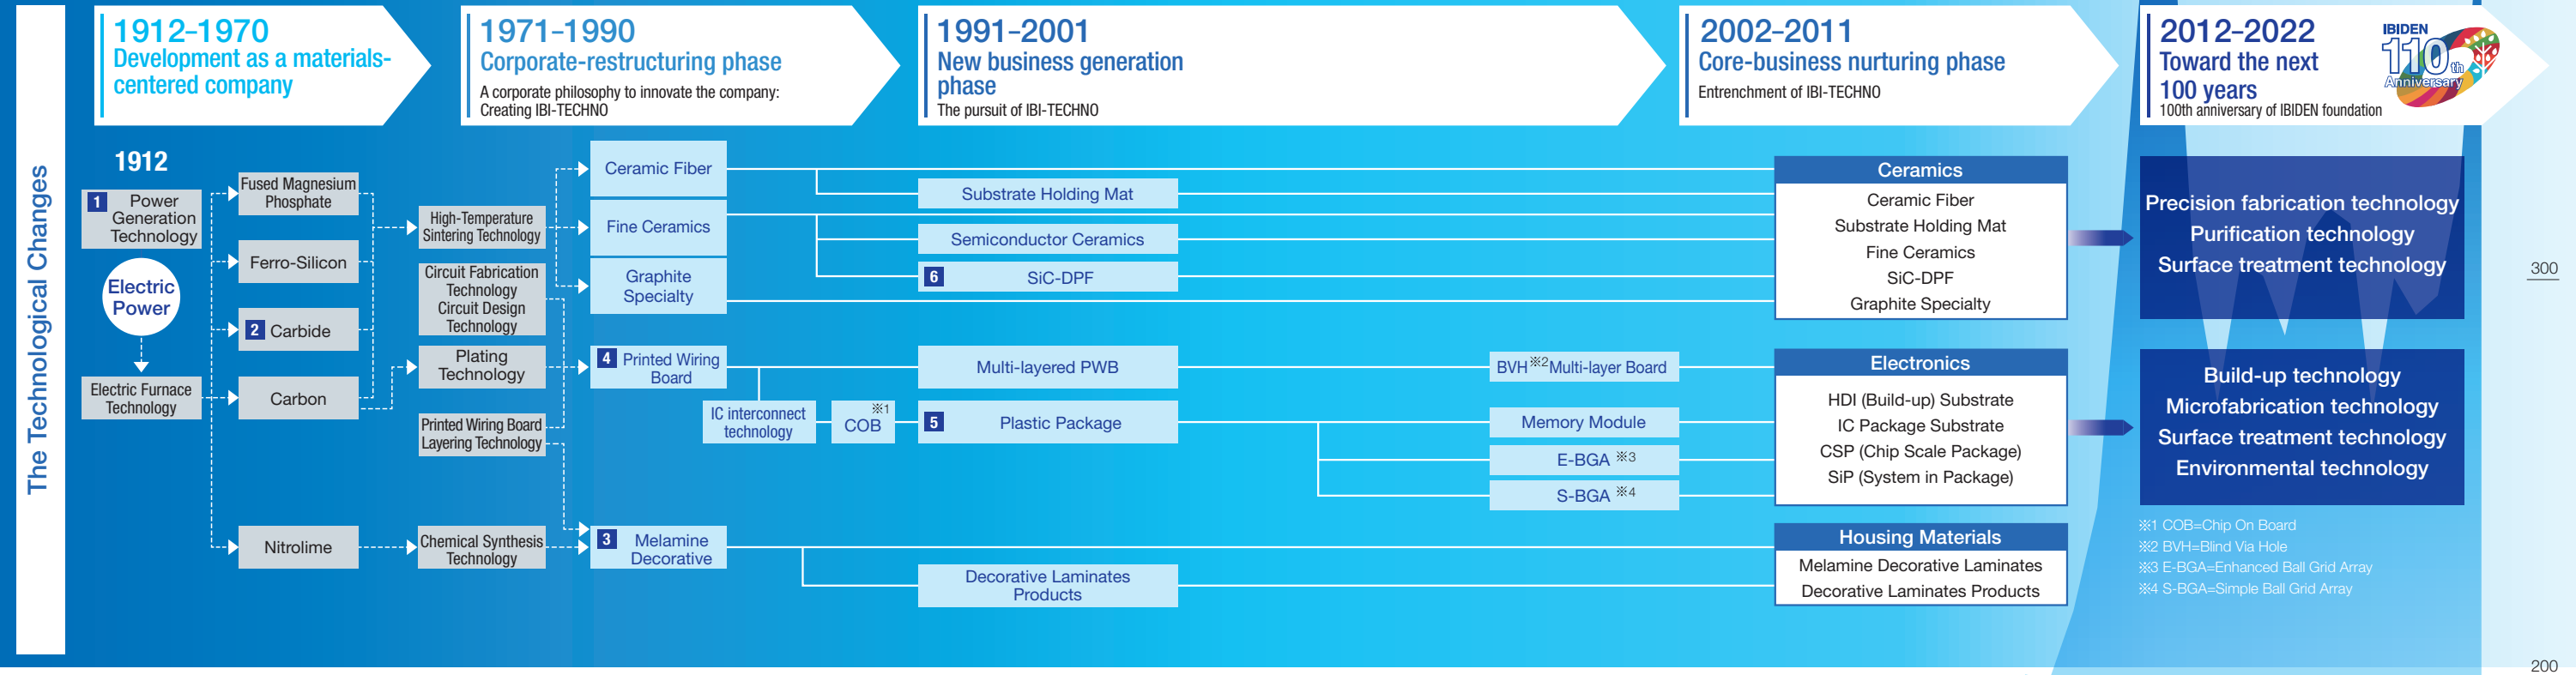 The Technological Changes
1912–1970
Development as a materials-
centered company
1971–1990
Corporate-restructuring phase
A corporate philosophy to innovate the company:
Creating IBI-TECHNO
1991–2001
New business generation
phase
The pursuit of IBI-TECHNO
2002–2011
Core-business nurturing phase
Entrenchment of IBI-TECHNO
2012–2022
Toward the next
100 years
100th anniversary of IBIDEN foundation
IBIDEN
110th
Anniversary
1912
1 Power
Generation
Technology
Electric
Power
Electric Furnace
Technology
Fused Magnesium
Phosphate
Ferro-Silicon
2 Carbide
Carbon
Nitrolime
High-Temperature
Sintering Technology
Circuit Fabrication
Technology
Circuit Design
Technology
Plating
Technology
Printed Wiring Board
Layering Technology
Chemical Synthesis
Technology
Ceramic Fiber
Fine Ceramics
Graphite
Specialty
4 Printed Wiring
Board
IC interconnect
technology
COB ※1
3 Melamine
Decorative
Substrate Holding Mat
Semiconductor Ceramics
6 SiC-DPF
Multi-layered PWB
5 Plastic Package
Decorative Laminates
Products
BVH※2Multi-layer Board
Memory Module
E-BGA ※3
S-BGA ※4
Ceramics
Ceramic Fiber
Substrate Holding Mat
Fine Ceramics
SiC-DPF
Graphite Specialty
Electronics
HDI (Build-up) Substrate
IC Package Substrate
CSP (Chip Scale Package)
SiP (System in Package)
Housing Materials
Melamine Decorative Laminates
Decorative Laminates Products
Precision fabrication technology
Purification technology
Surface treatment technology
Build-up technology
Microfabrication technology
Surface treatment technology
Environmental technology
※1 COB=Chip On Board
※2 BVH=Blind Via Hole
※3 E-BGA=Enhanced Ball Grid Array
※4 S-BGA=Simple Ball Grid Array
300
200